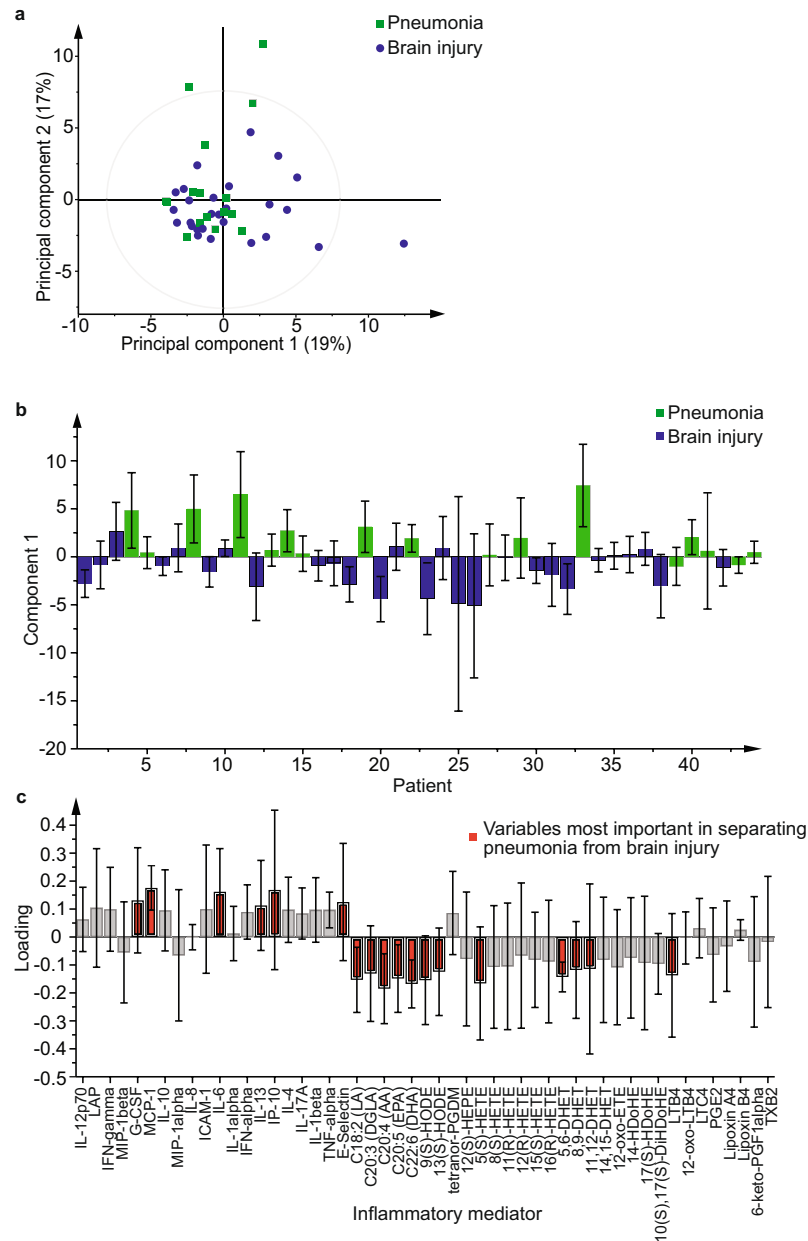 a
Pneumonia
Brain injury
Principal component 2 (17%)
10
5
0
-5
-10
-5
0
5
10
Principal component 1 (19%)
b
Pneumonia
Brain injury
Component 1
10
5
0
-5
-10
-15
-20
5
10
15
20
25
30
35
40
Patient
c
Variables most important in separating
pneumonia from brain injury
Loading
0.4
0.3
0.2
0.1
0
-0.1
-0.2
-0.3
-0.4
-0.5
IL-12p70
LAP
IFN-gamma
MIP-1beta
G-CSF
MCP-1
IL-10
MIP-1alpha
IL-8
ICAM-1
IL-6
IL-1alpha
IFN-alpha
IL-13
IP-10
IL-4
IL-17A
IL-1beta
TNF-alpha
E-Selectin
C18:2 (LA)
C20:3 (DGLA)
C20:4 (AA)
C20:5 (EPA)
C22:6 (DHA)
9(S)-HODE
13(S)-HODE
tetranor-PGDM
12(S)-HEPE
5(S)-HETE
8(S)-HETE
11(R)-HETE
12(R)-HETE
15(S)-HETE
16(R)-HETE
5,6-DHET
8,9-DHET
11,12-DHET
14,15-DHET
12-oxo-ETE
14-HDoHE
17(S)-HDoHE
10(S),17(S)-DiHDoHE
LTB4
12-oxo-LTB4
LTC4
PGE2
Lipoxin A4
Lipoxin B4
6-keto-PGF1alpha
TXB2
Inflammatory mediator